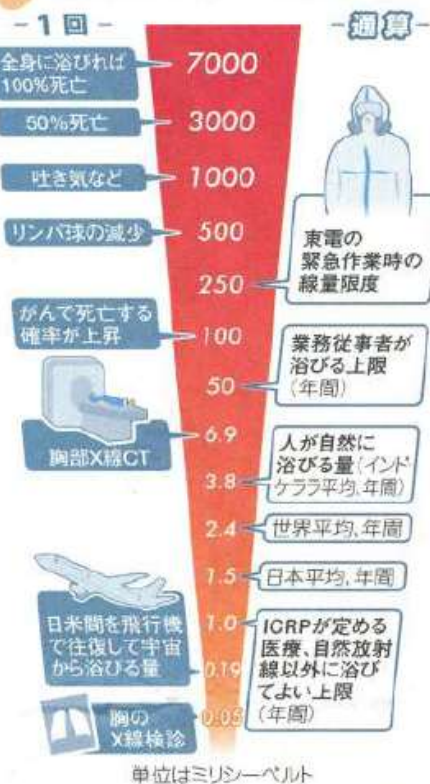 -1回-
-通算-
全身に浴びれば
100%死亡
7000
50%死亡
3000
吐き気など
1000
リンパ球の減少
500
東電の
緊急作業時の
線量限度
250
がんで死亡する
確率が上昇
100
業務従事者が
浴びる上限
(年間)
50
胸部X線CT
6.9
人が自然に
浴びる量(インド
ケララ平均、年間)
3.8
2.4
世界平均、年間
1.5
日本平均、年間
1.0
ICRPが定める
医療、自然放射
線以外に浴び
てよい上限
(年間)
日米間を飛行機
で往復して宇宙
から浴びる量
0.19
胸の
X線検診
0.05
単位はミリシーベルト